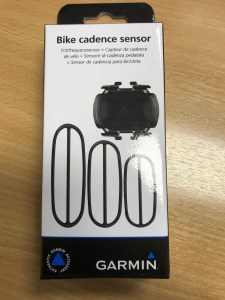 Bike cadence sensor
Trittfrequenzsensor • Capteur de cadence
de vélo • Sensore di cadenza pedalata
• Sensor de cadencia para bicicleta
GARMIN